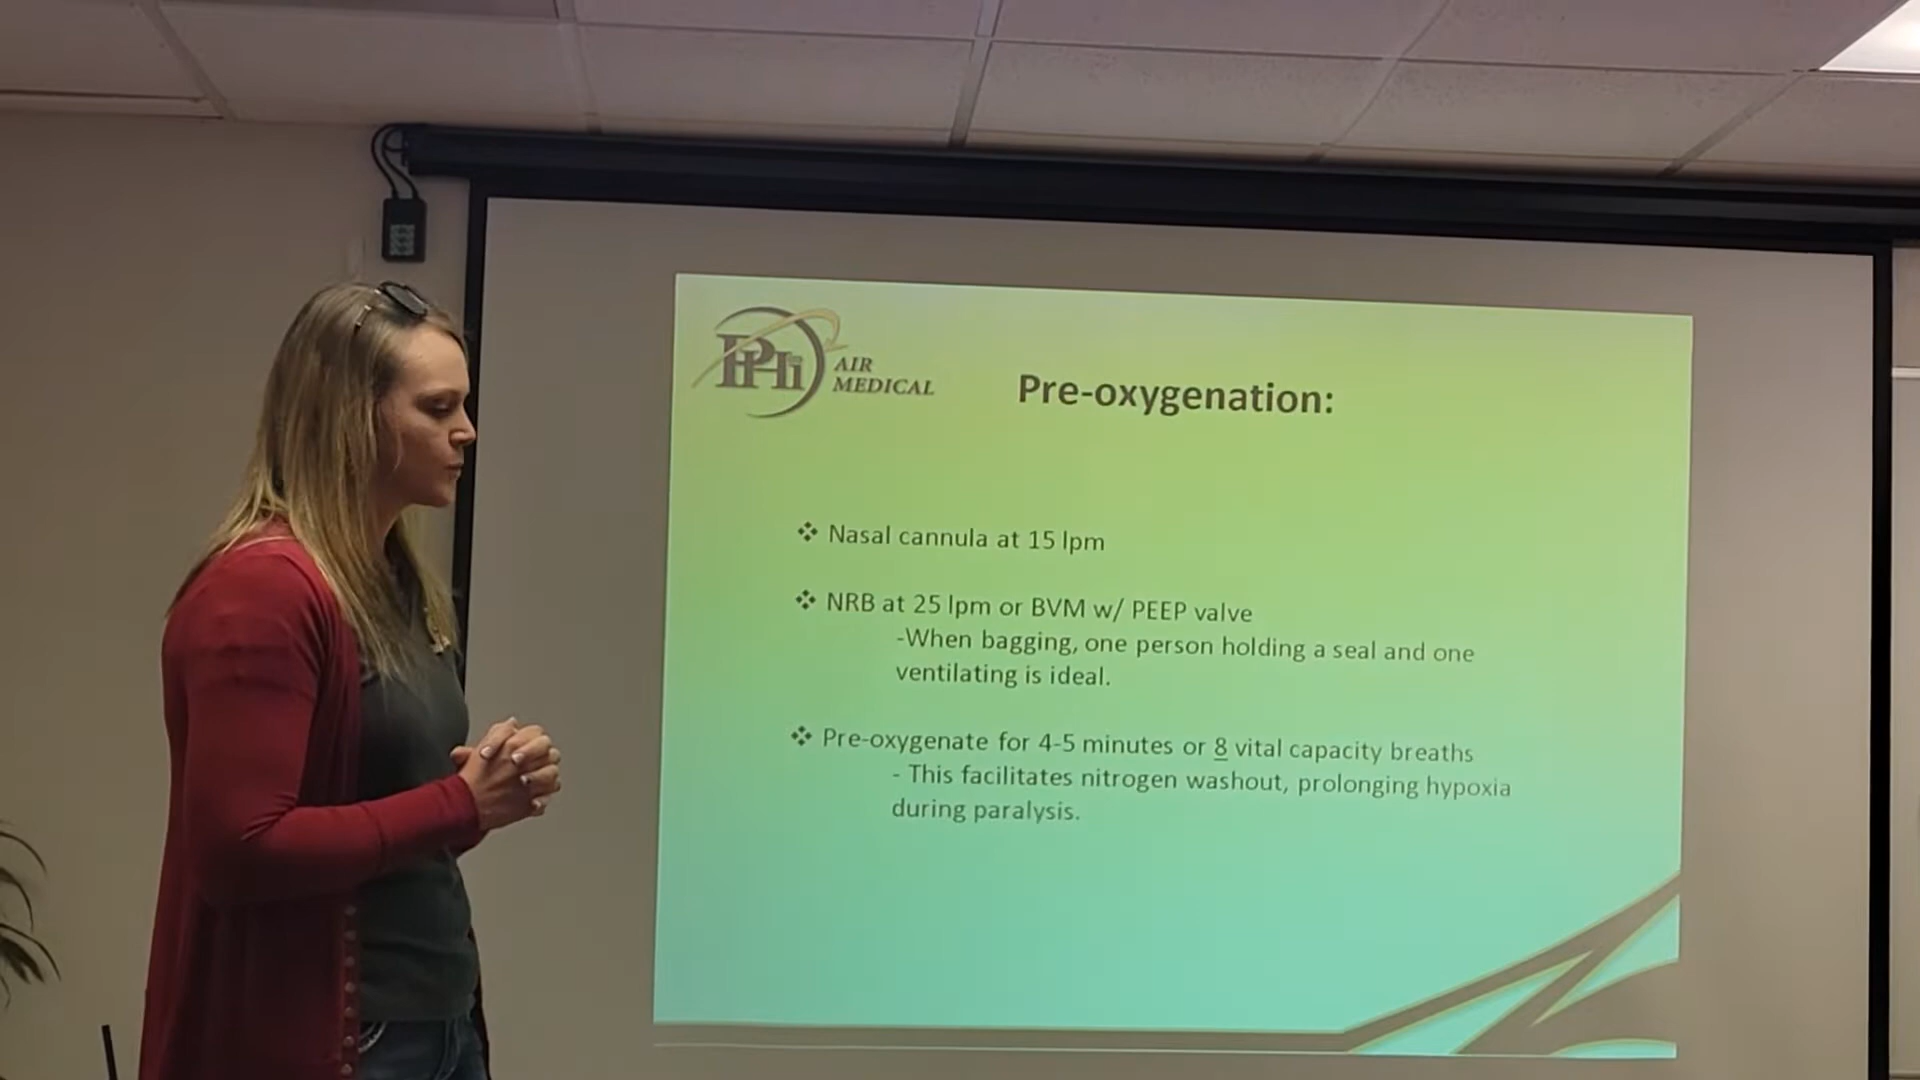 PHi AIR
MEDICAL
Pre-oxygenation:
❖ Nasal cannula at 15 lpm
❖ NRB at 25 lpm or BVM w/ PEEP valve
-When bagging, one person holding a seal and one
ventilating is ideal.
❖ Pre-oxygenate for 4-5 minutes or 8 vital capacity breaths
- This facilitates nitrogen washout, prolonging hypoxia
during paralysis.